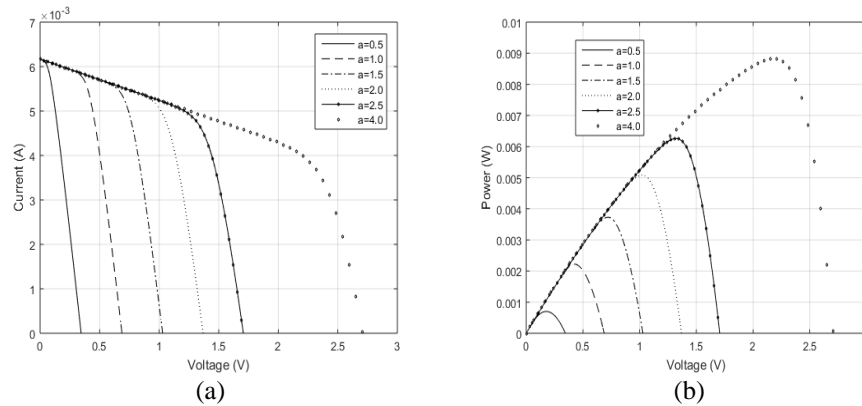 7 ×10⁻³
6
5
4
3
2
1
0
0 0.5 1 1.5 2 2.5 3
Current (A)
Voltage (V)
a=0.5
a=1.0
a=1.5
a=2.0
a=2.5
a=4.0
(a)
0.01
0.009
0.008
0.007
0.006
0.005
0.004
0.003
0.002
0.001
0
0 0.5 1 1.5 2 2.5 3
Power (W)
Voltage (V)
a=0.5
a=1.0
a=1.5
a=2.0
a=2.5
a=4.0
(b)